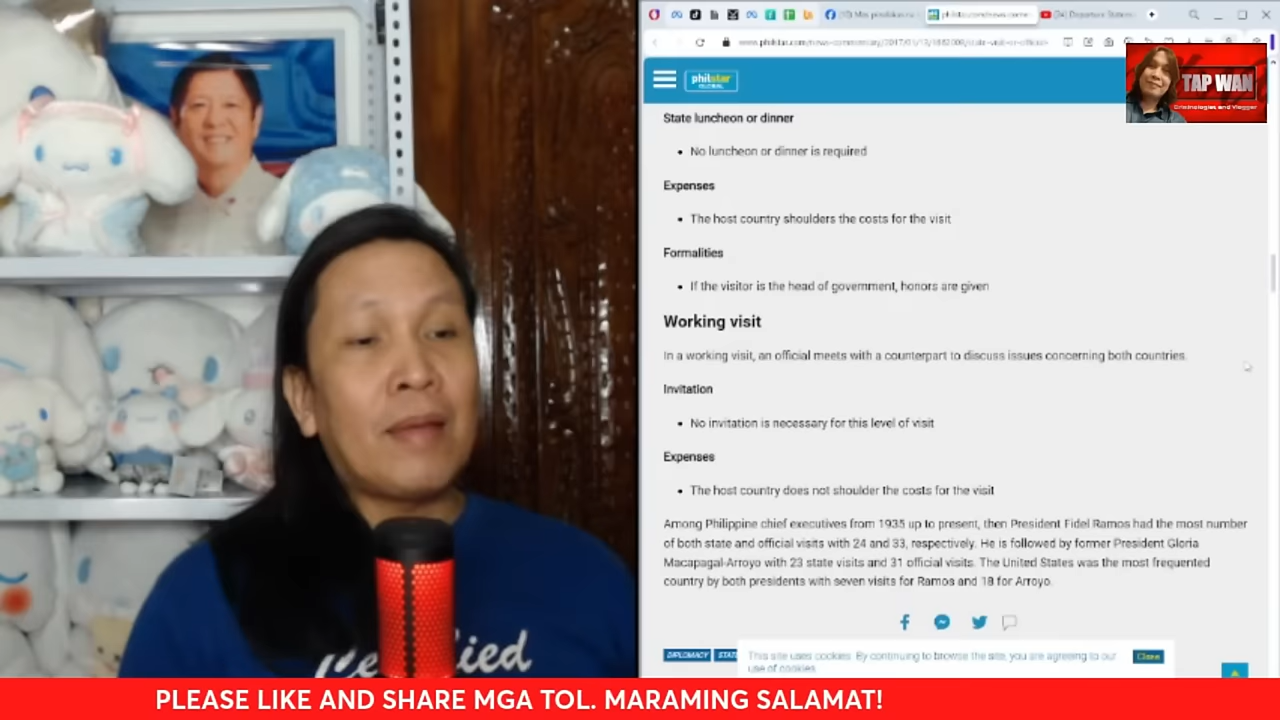 philstar
GLOBAL
TAP WAN
Criminologist and Vlogger
State luncheon or dinner
• No luncheon or dinner is required
Expenses
• The host country shoulders the costs for the visit
Formalities
• If the visitor is the head of government, honors are given
Working visit
In a working visit, an official meets with a counterpart to discuss issues concerning both countries.
Invitation
• No invitation is necessary for this level of visit
Expenses
• The host country does not shoulder the costs for the visit
Among Philippine chief executives from 1935 up to present, then President Fidel Ramos had the most number
of both state and official visits with 24 and 33, respectively. He is followed by former President Gloria
Macapagal-Arroyo with 23 state visits and 31 official visits. The United States was the most frequented
country by both presidents with seven visits for Ramos and 18 for Arroyo.
DIPLOMACY STATE
This site uses cookies. By continuing to browse the site, you are agreeing to our
use of cookies. Close
PLEASE LIKE AND SHARE MGA TOL. MARAMING SALAMAT!